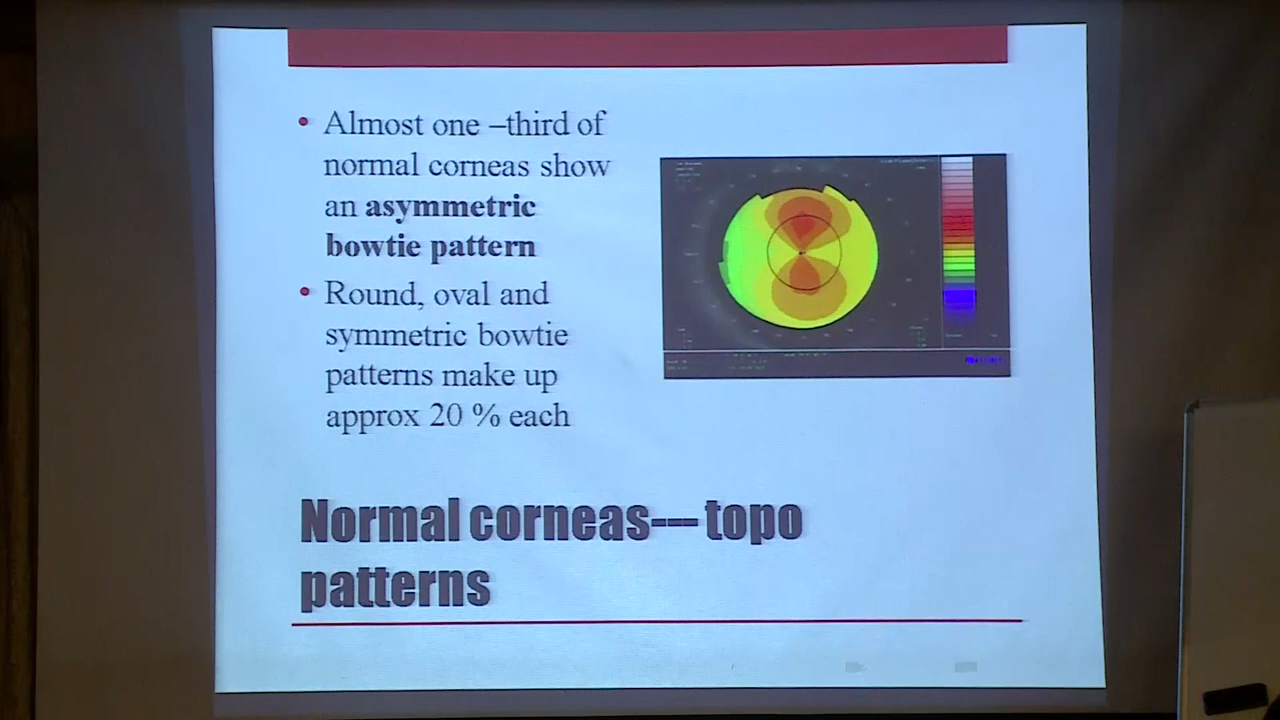 • Almost one –third of
normal corneas show
an asymmetric
bowtie pattern
• Round, oval and
symmetric bowtie
patterns make up
approx 20 % each
Normal corneas--- topo
patterns